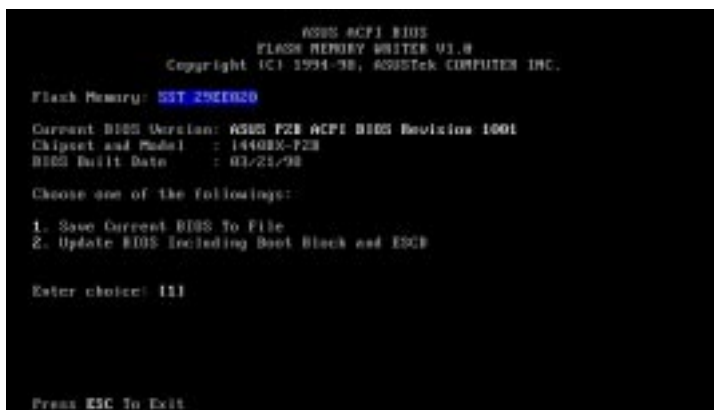 ASUS ACPI BIOS
FLASH MEMORY WRITER V1.0
Copyright (C) 1994-98, ASUSTek COMPUTER INC.
Flash Memory: SST 29EE020
Current BIOS Version: ASUS P2B ACPI BIOS Revision 1001
Chipset and Model : i440BX-P2B
BIOS Built Date : 03/21/98
Choose one of the followings:
1. Save Current BIOS To File
2. Update BIOS Including Boot Block and ESCD
Enter choice: [1]
Press ESC To Exit